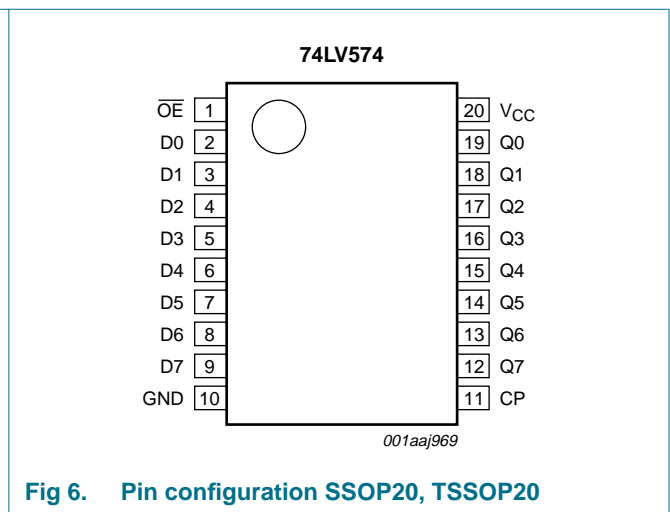 74LV574
OE 1 20 VCC
D0 2 19 Q0
D1 3 18 Q1
D2 4 17 Q2
D3 5 16 Q3
D4 6 15 Q4
D5 7 14 Q5
D6 8 13 Q6
D7 9 12 Q7
GND 10 11 CP
001aaj969
Fig 6. Pin configuration SSOP20, TSSOP20